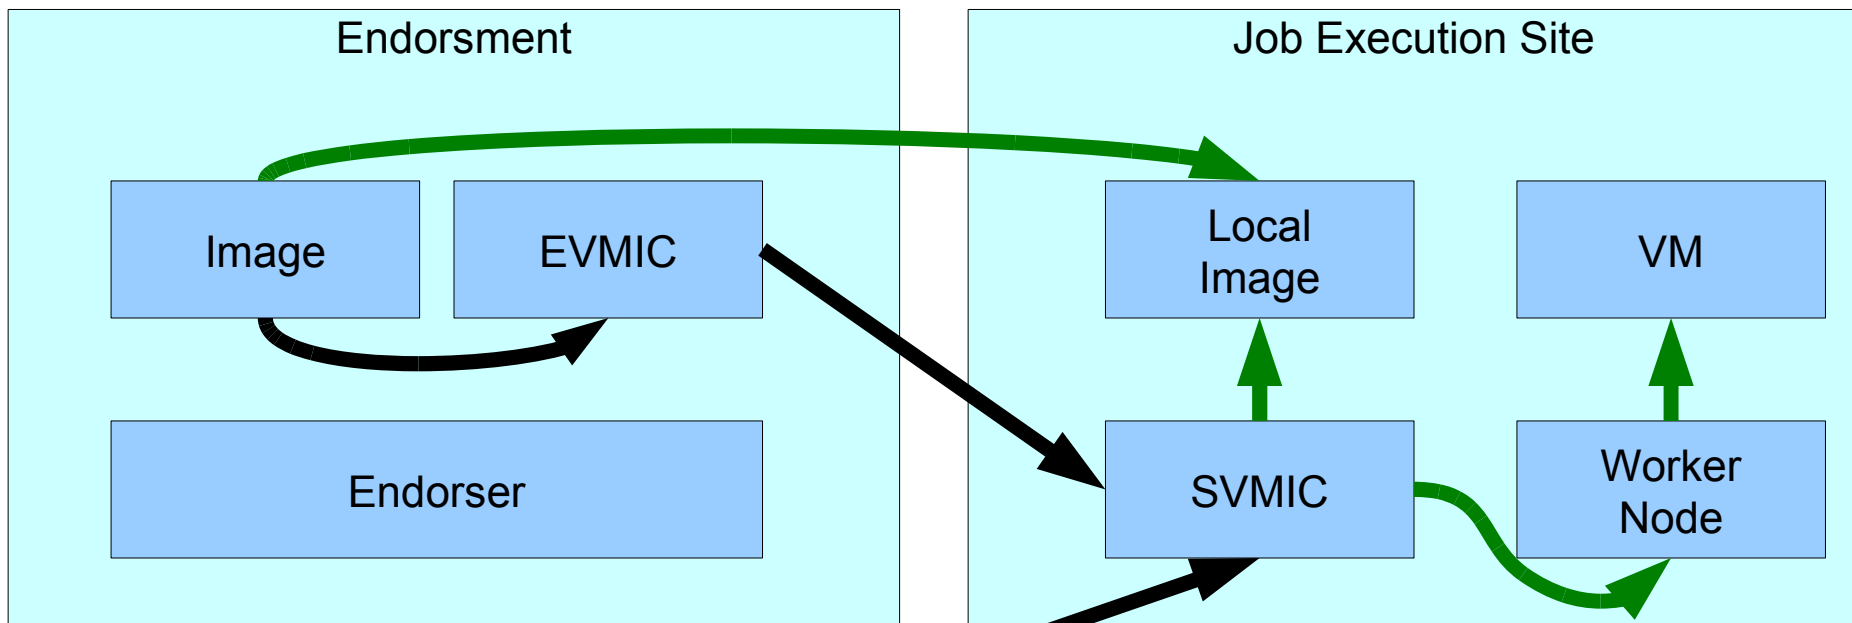 Endorsment
Job Execution Site
Image
EVMIC
Local
Image
VM
Endorser
SVMIC
Worker
Node